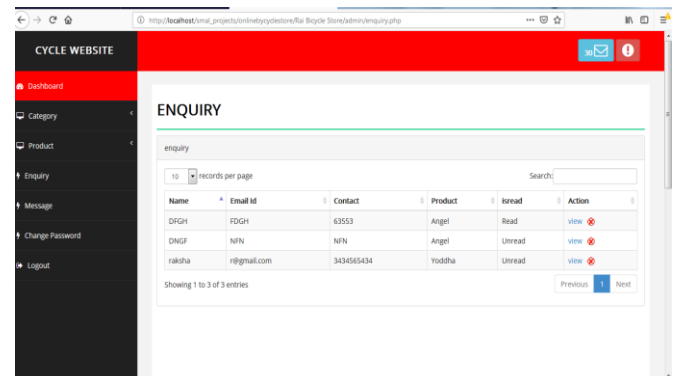 http://localhost/smal_projects/onlinebycydestore/Rai Bicycle Store/admin/enquiry.php
CYCLE WEBSITE
30
Dashboard
Category
Product
Enquiry
Message
Change Password
Logout
ENQUIRY
enquiry
10 records per page Search:
Name Email Id Contact Product isread Action
DFGH FDGH 63553 Angel Read view
DNGF NFN NFN Angel Unread view
raksha r@gmail.com 3434565434 Yoddha Unread view
Showing 1 to 3 of 3 entries Previous 1 Next